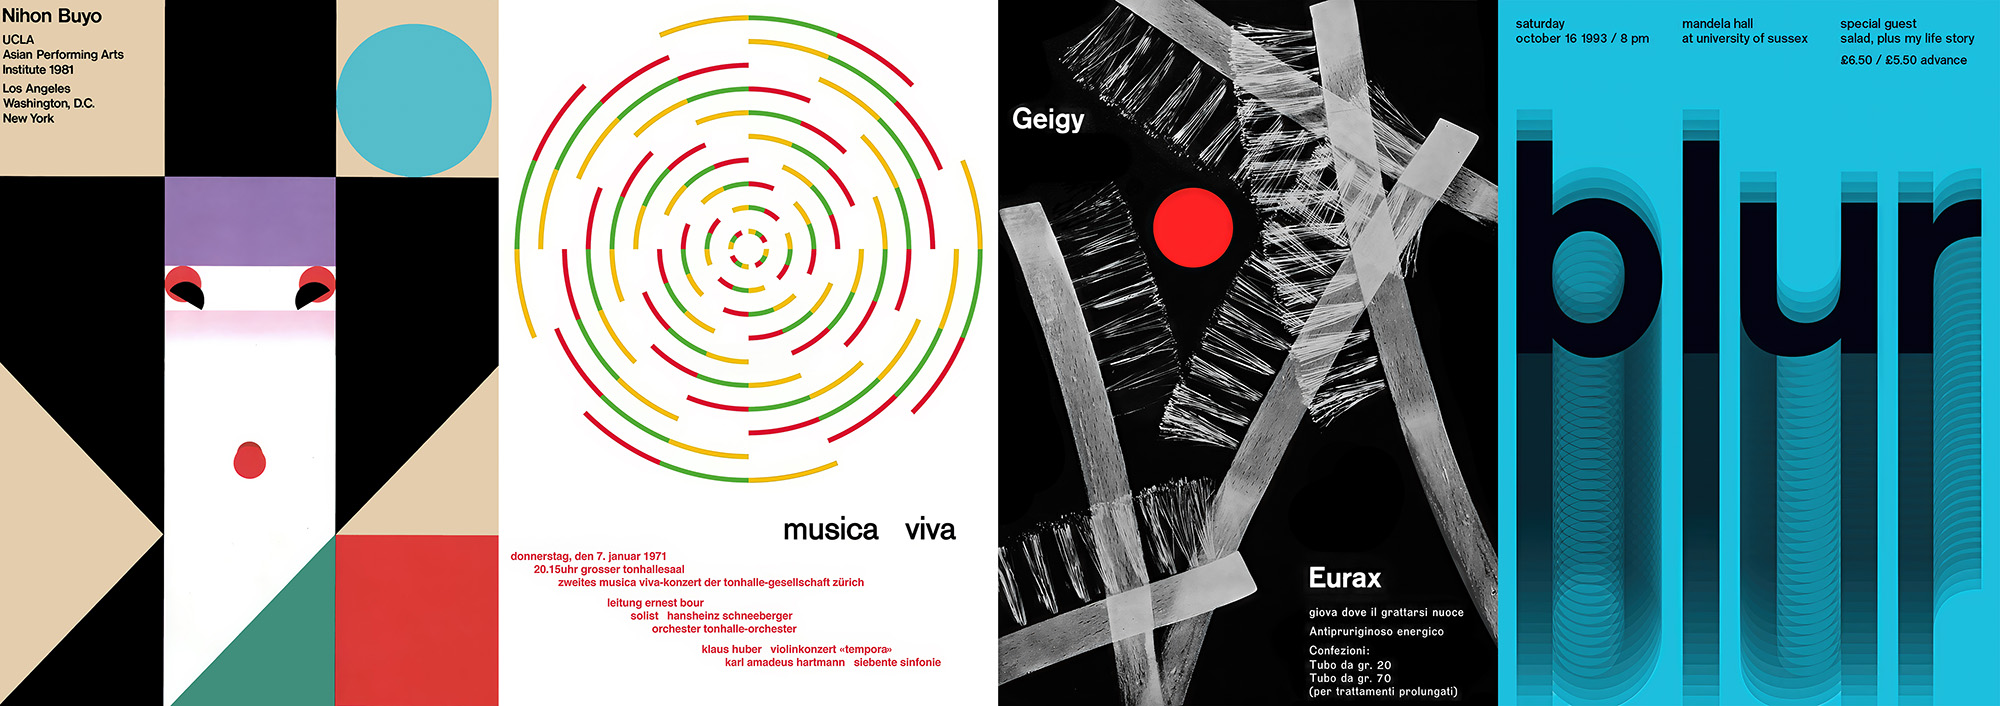 Nihon Buyo
UCLA
Asian Performing Arts
Institute 1981
Los Angeles
Washington, D.C.
New York
musica viva
donnerstag, den 7. januar 1971
20.15uhr grosser tonhallesaal
zweites musica viva-konzert der tonhalle-gesellschaft zürich
leitung ernest bour
solist hansheinz schneeberger
orchester tonhalle-orchester
klaus huber violinkonzert «tempora»
karl amadeus hartmann siebente sinfonie
Geigy
Eurax
giova dove il grattarsi nuoce
Antipruriginoso energico
Confezioni:
Tubo da gr. 20
Tubo da gr. 70
(per trattamenti prolungati)
saturday
october 16 1993 / 8 pm
mandela hall
at university of sussex
special guest
salad, plus my life story
£6.50 / £5.50 advance
blur